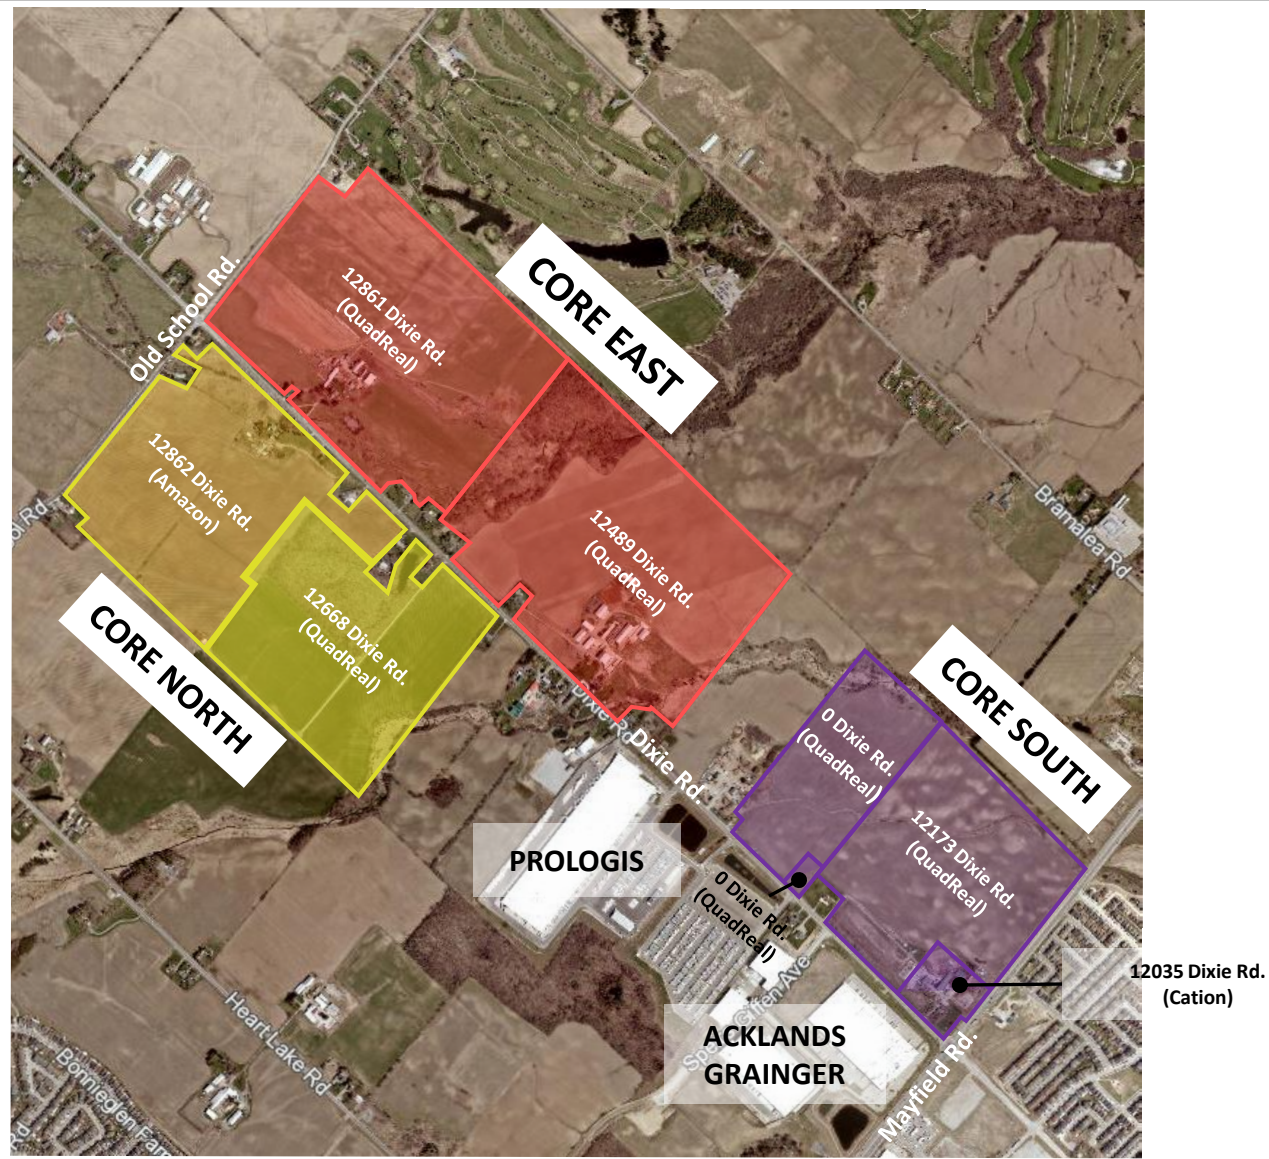 CORE EAST
12861 Dixie Rd.
(QuadReal)
Old School Rd.
12862 Dixie Rd.
(Amazon)
12489 Dixie Rd.
(QuadReal)
Bramalea Rd
Rd
CORE NORTH
12668 Dixie Rd.
(QuadReal)
CORE SOUTH
Dixie Rd
Dixie Rd.
0 Dixie Rd.
(QuadReal)
12173 Dixie Rd.
(QuadReal)
PROLOGIS
0 Dixie Rd.
(QuadReal)
12035 Dixie Rd.
(Cation)
Heart Lake Rd
ACKLANDS
GRAINGER
Mayfield Rd.
Bonnieglen Farm
Rd